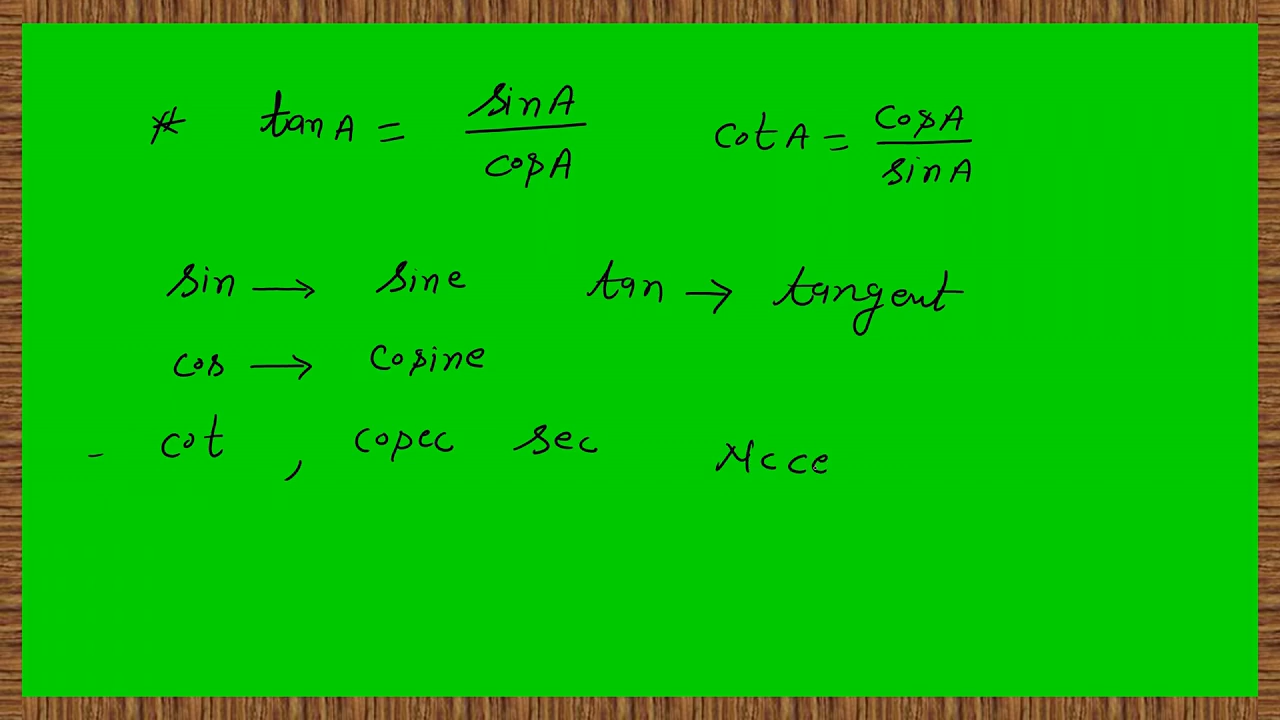 * tan A = sin A / cos A cot A = cos A / sin A
sin → sine tan → tangent
cos → cosine
- cot , cosec sec